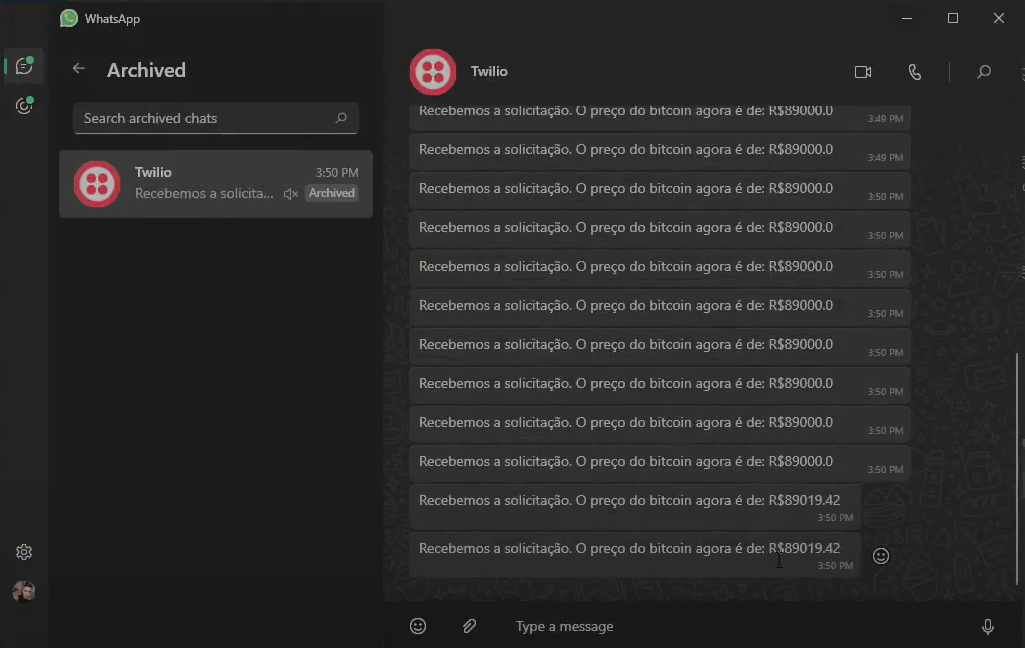 WhatsApp
Archived
Search archived chats
Twilio
3:50 PM
Recebemos a solicita...
Archived
Twilio
Recebemos a solicitação. O preço do bitcoin agora é de: R$89000.0
3:49 PM
Recebemos a solicitação. O preço do bitcoin agora é de: R$89000.0
3:49 PM
Recebemos a solicitação. O preço do bitcoin agora é de: R$89000.0
3:50 PM
Recebemos a solicitação. O preço do bitcoin agora é de: R$89000.0
3:50 PM
Recebemos a solicitação. O preço do bitcoin agora é de: R$89000.0
3:50 PM
Recebemos a solicitação. O preço do bitcoin agora é de: R$89000.0
3:50 PM
Recebemos a solicitação. O preço do bitcoin agora é de: R$89000.0
3:50 PM
Recebemos a solicitação. O preço do bitcoin agora é de: R$89000.0
3:50 PM
Recebemos a solicitação. O preço do bitcoin agora é de: R$89000.0
3:50 PM
Recebemos a solicitação. O preço do bitcoin agora é de: R$89000.0
3:50 PM
Recebemos a solicitação. O preço do bitcoin agora é de: R$89019.42
3:50 PM
Recebemos a solicitação. O preço do bitcoin agora é de: R$89019.42
3:50 PM
Type a message